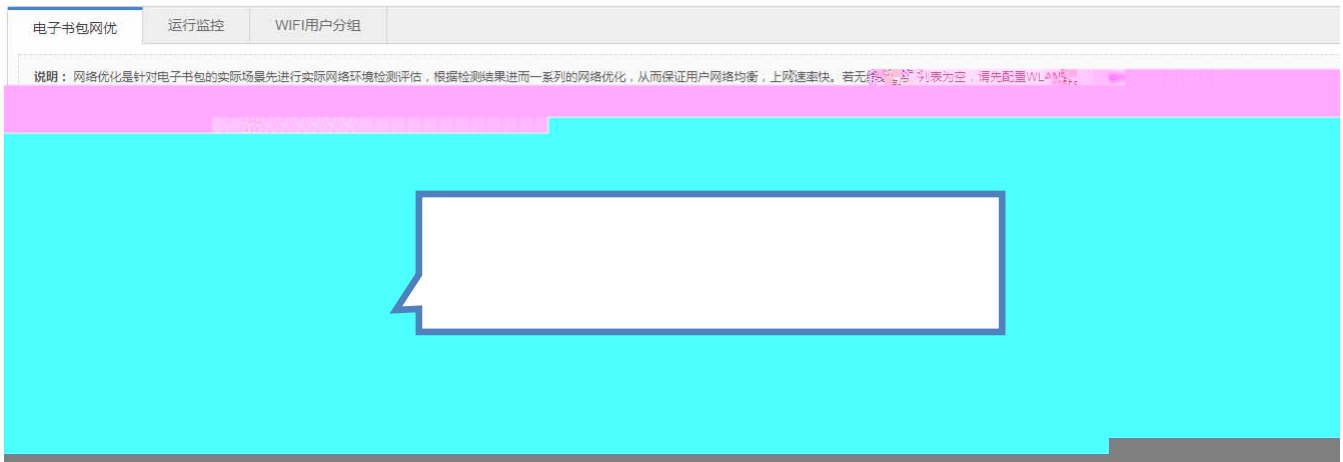 电子书包网优
运行监控
WIFI用户分组
说明： 网络优化是针对电子书包的实际场景先进行实际网络环境检测评估，根据检测结果进而一系列的网络优化，从而保证用户网络均衡，上网速率快。若无 列表为空，请先配置WLAN